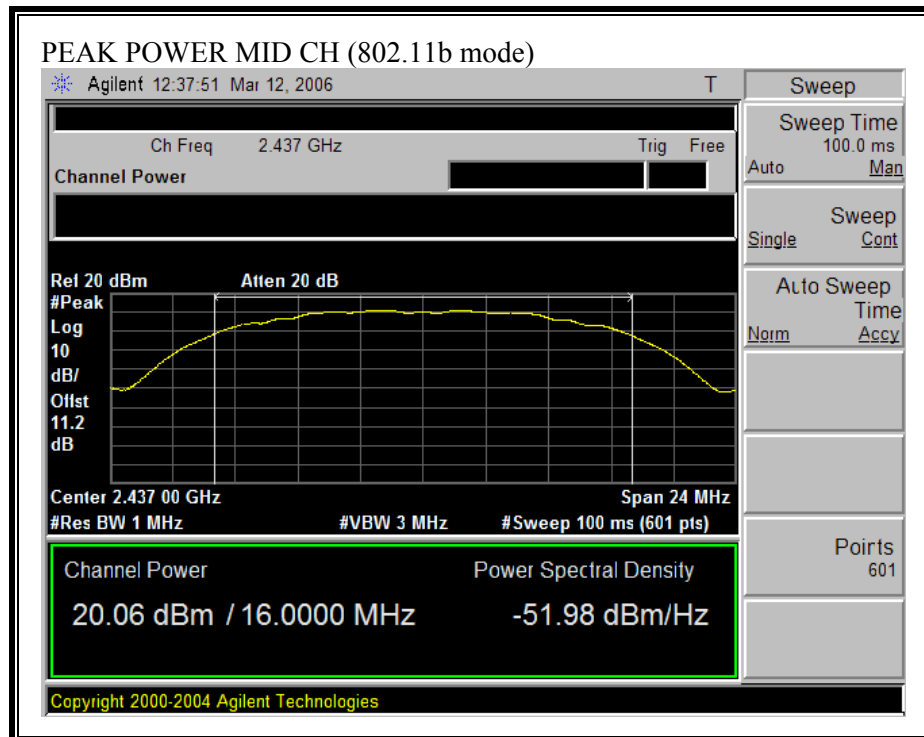 PEAK POWER MID CH (802.11b mode)
Agilent 12:37:51 Mar 12, 2006 T
Sweep
Ch Freq 2.437 GHz Trig Free
Channel Power
Sweep Time
100.0 ms
Auto Man
Sweep
Single Cont
Auto Sweep
Time
Norm Accy
Ref 20 dBm Atten 20 dB
#Peak
Log
10
dB/
Offst
11.2
dB
Center 2.437 00 GHz Span 24 MHz
#Res BW 1 MHz #VBW 3 MHz #Sweep 100 ms (601 pts)
Points
601
Channel Power Power Spectral Density
20.06 dBm / 16.0000 MHz -51.98 dBm/Hz
Copyright 2000-2004 Agilent Technologies